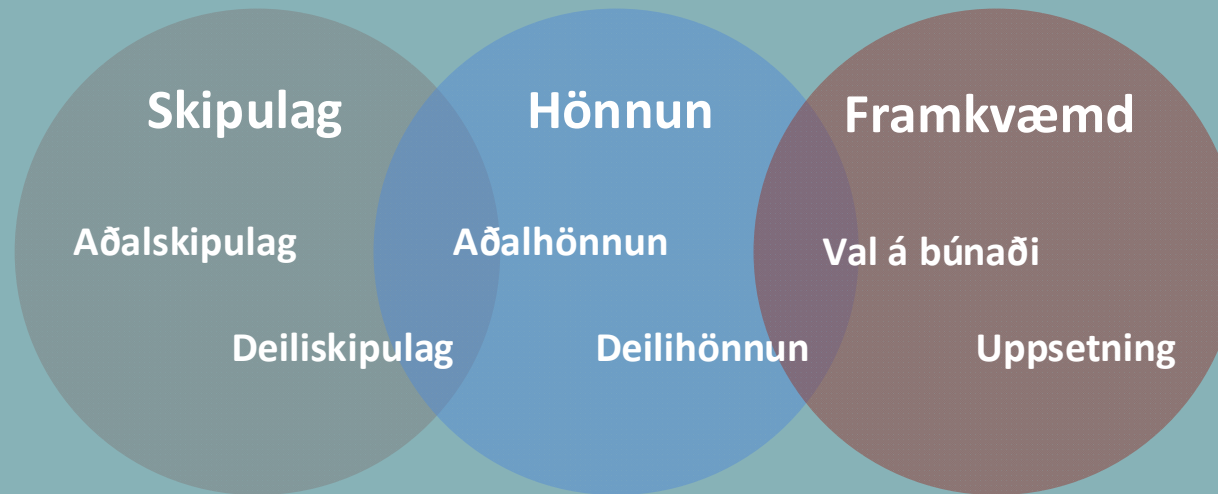 Skipulag
Aðalskipulag
Deiliskipulag
Hönnun
Aðalhönnun
Deilihönnun
Framkvæmd
Val á búnaði
Uppsetning